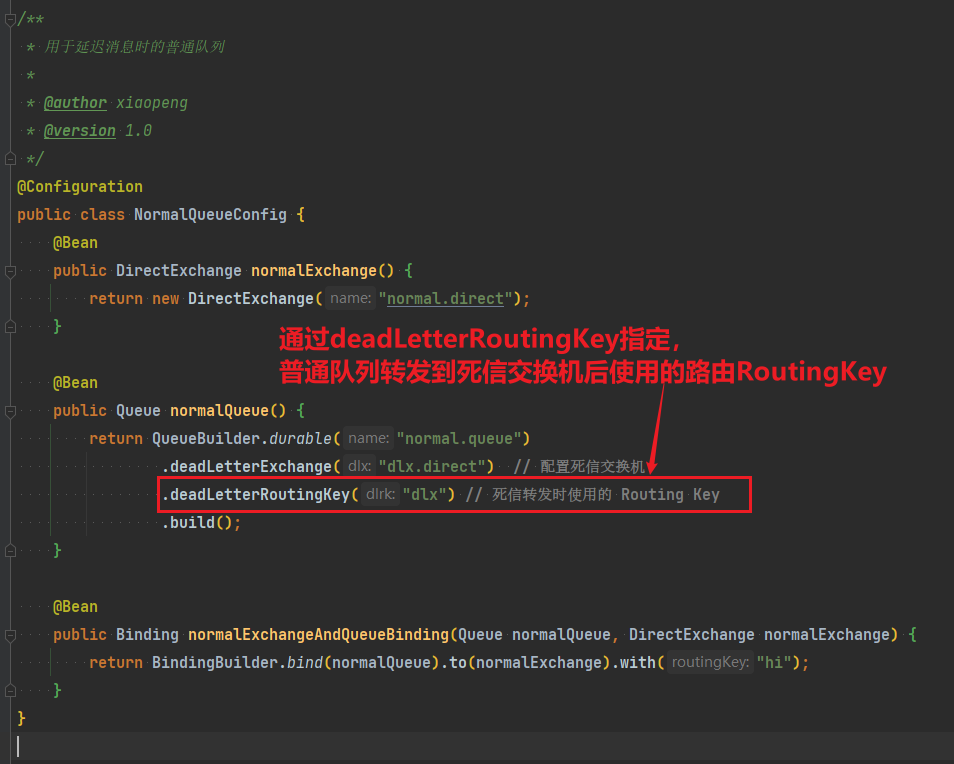 /**
 * 用于延迟消息时的普通队列
 *
 * @author xiaopeng
 * @version 1.0
 */
@Configuration
public class NormalQueueConfig {
    @Bean
    public DirectExchange normalExchange() {
        return new DirectExchange( name: "normal.direct");
    }
通过deadLetterRoutingKey指定，
普通队列转发到死信交换机后使用的路由RoutingKey
    @Bean
    public Queue normalQueue() {
        return QueueBuilder.durable( name: "normal.queue")
                .deadLetterExchange( dlx: "dlx.direct")  // 配置死信交换机
                .deadLetterRoutingKey( dlrk: "dlx") // 死信转发时使用的 Routing Key
                .build();
    }
    @Bean
    public Binding normalExchangeAndQueueBinding(Queue normalQueue, DirectExchange normalExchange) {
        return BindingBuilder.bind(normalQueue).to(normalExchange).with( routingKey: "hi");
    }
}